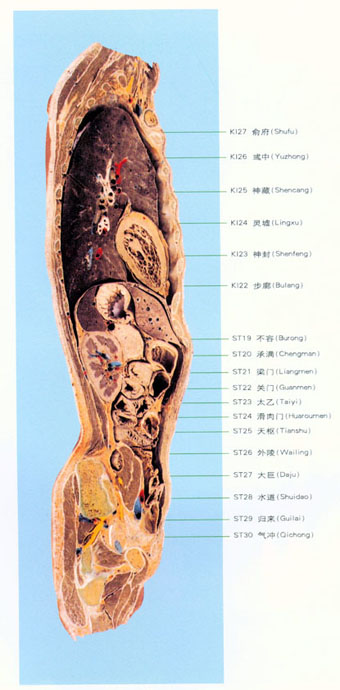 KI27 俞府(Shufu)
KI26 彧中(Yuzhong)
KI25 神藏(Shencang)
KI24 灵墟(Lingxu)
KI23 神封(Shenfeng)
KI22 步廊(Bulang)
ST19 不容(Burong)
ST20 承满(Chengman)
ST21 梁门(Liangmen)
ST22 关门(Guanmen)
ST23 太乙(Taiyi)
ST24 滑肉门(Huaroumen)
ST25 天枢(Tianshu)
ST26 外陵(Wailing)
ST27 大巨(Daju)
ST28 水道(Shuidao)
ST29 归来(Guilai)
ST30 气冲(Qichong)